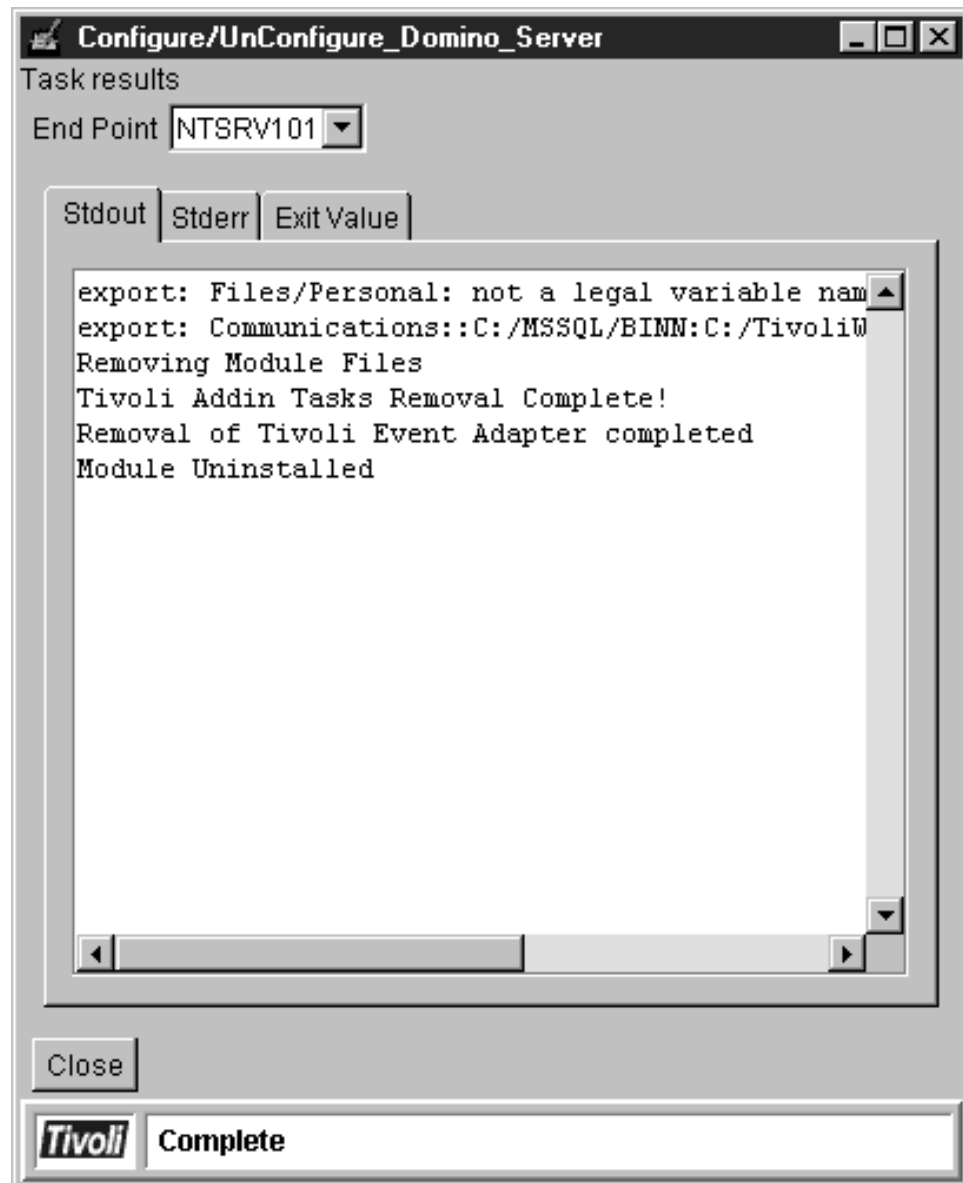 Configure/UnConfigure_Domino_Server
Task results
End Point NTSRV101
Stdout Stderr Exit Value
export: Files/Personal: not a legal variable nam
export: Communications::C:/MSSQL/BINN:C:/TivoliW
Removing Module Files
Tivoli Addin Tasks Removal Complete!
Removal of Tivoli Event Adapter completed
Module Uninstalled
Close
Tivoli Complete